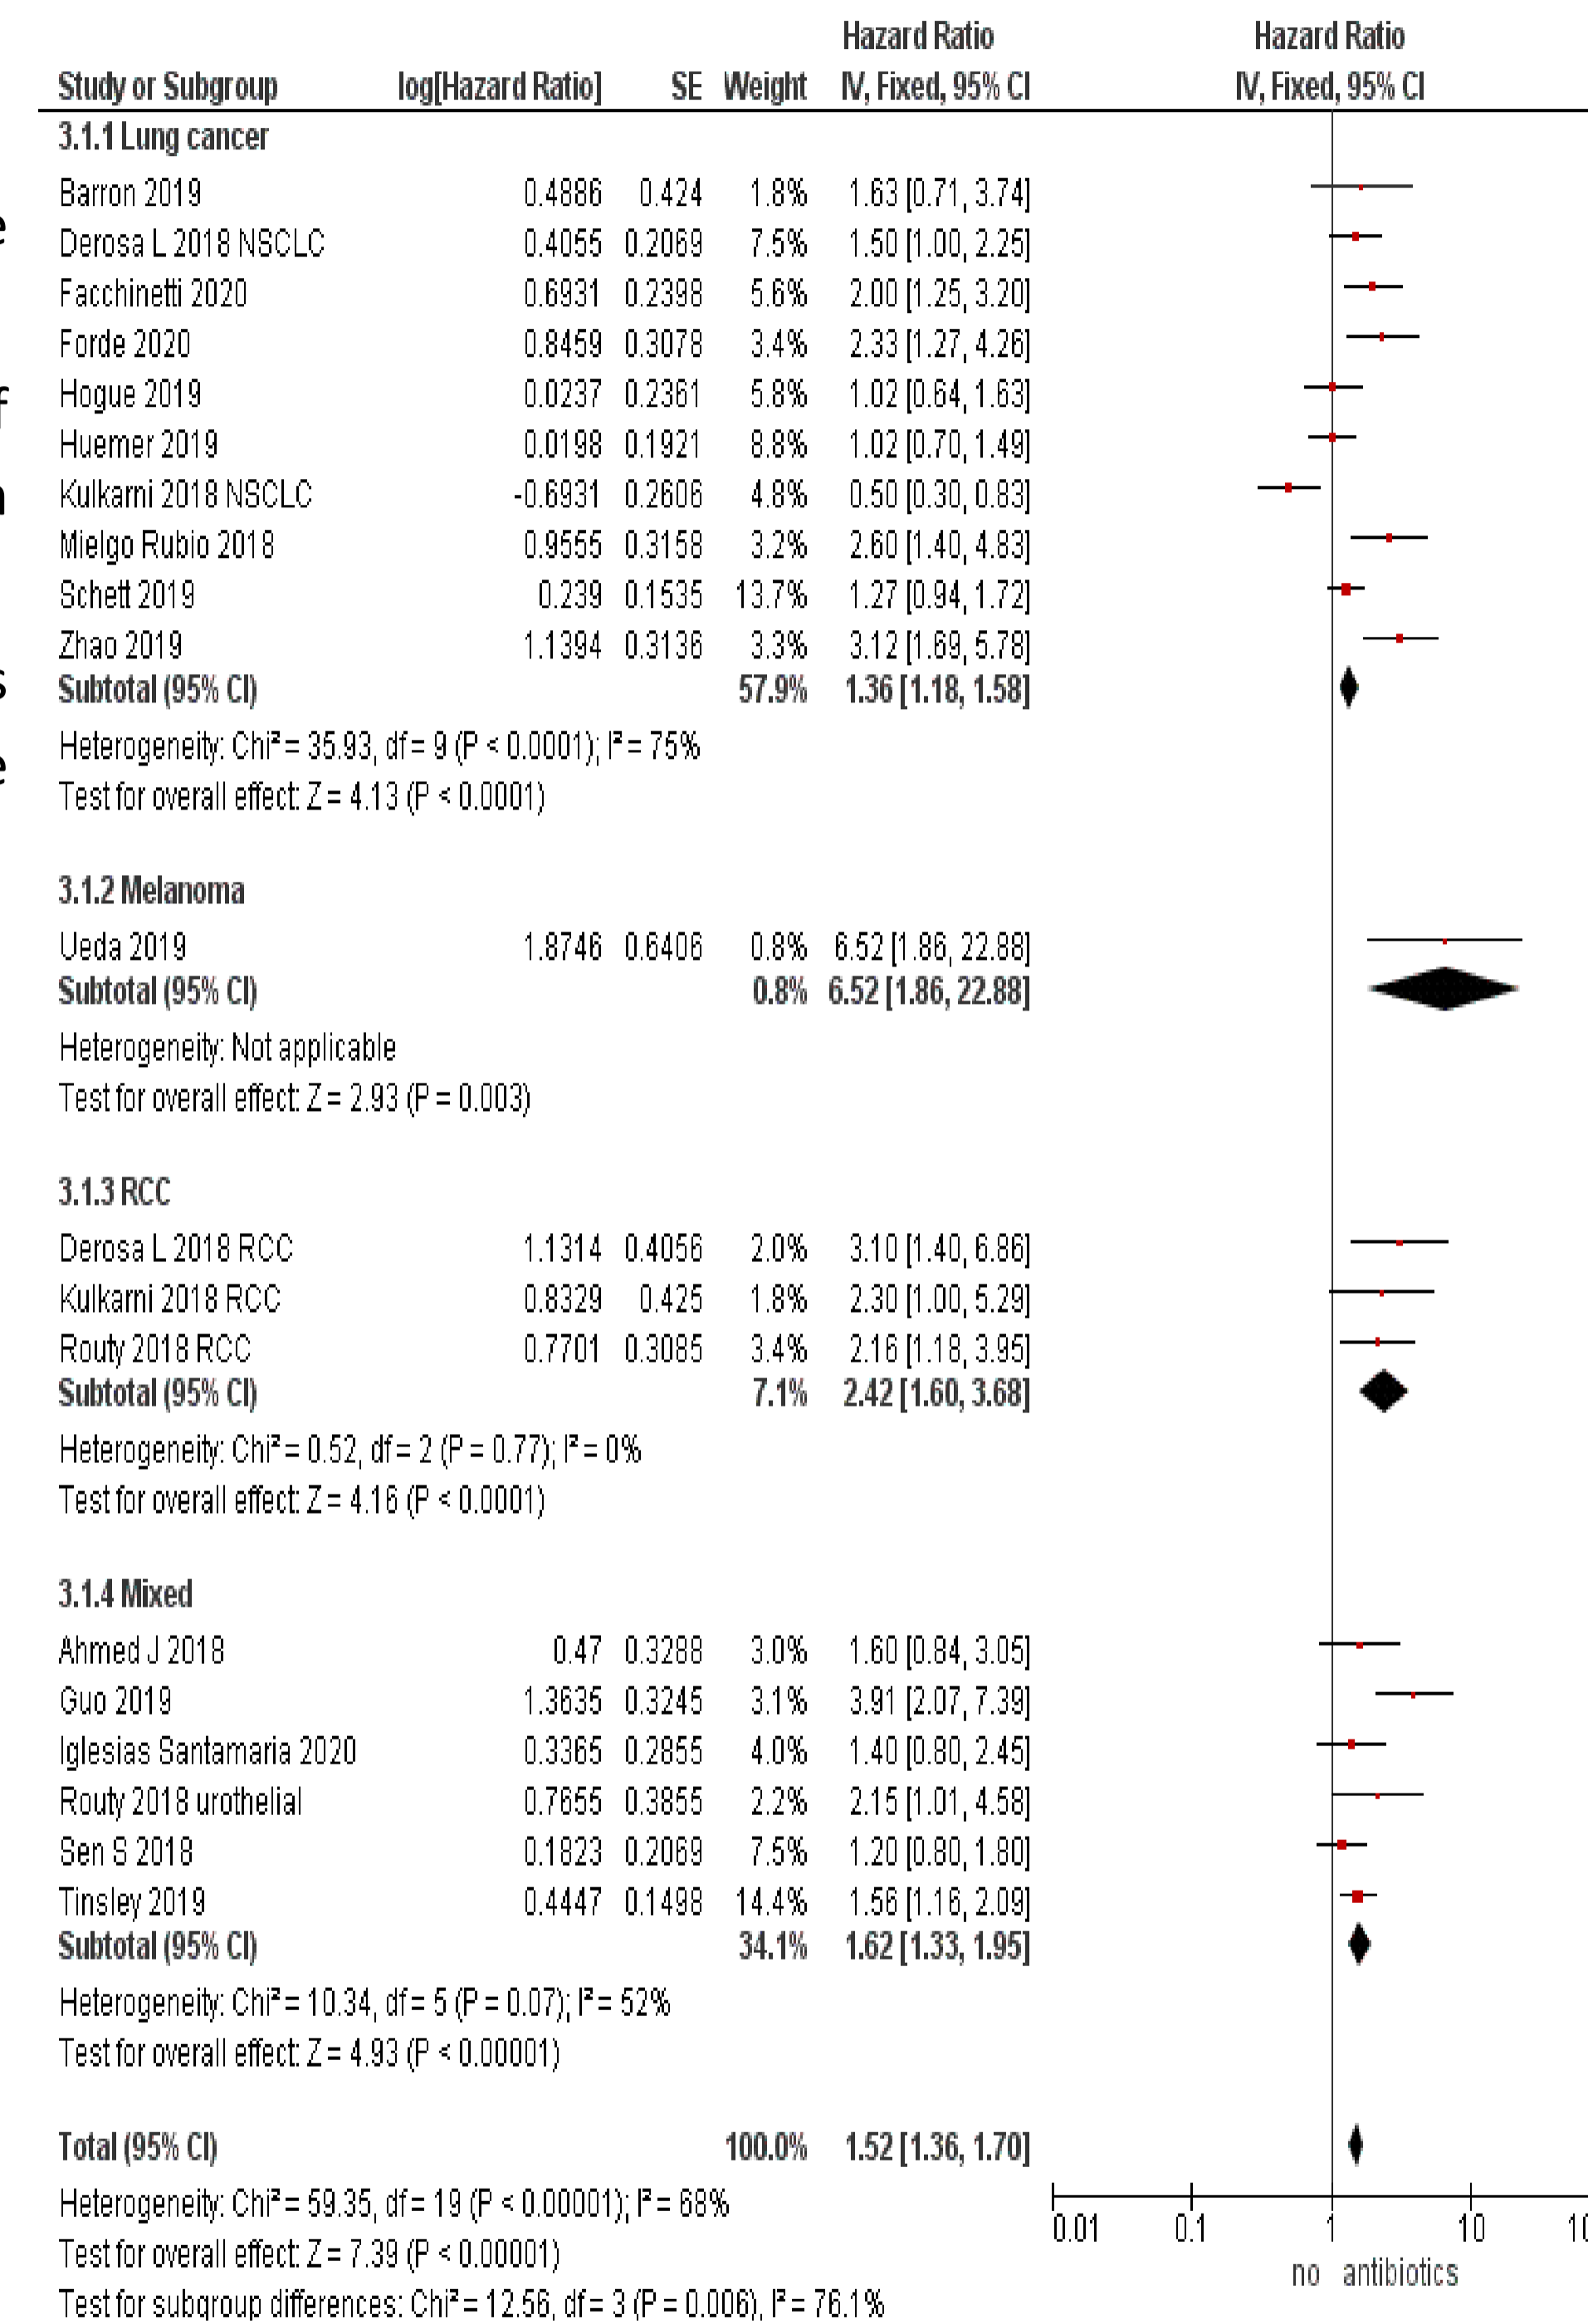 Hazard Ratio Hazard Ratio
Study or Subgroup log[Hazard Ratio] SE Weight IV, Fixed, 95% CI IV, Fixed, 95% CI
3.1.1 Lung cancer
Barron 2019 0.4886 0.424 1.8% 1.63 [0.71, 3.74]
Derosa L 2018 NSCLC 0.4055 0.2069 7.5% 1.50 [1.00, 2.25]
Facchinetti 2020 0.6931 0.2398 5.6% 2.00 [1.25, 3.20]
Forde 2020 0.8459 0.3078 3.4% 2.33 [1.27, 4.26]
Hogue 2019 0.0237 0.2361 5.8% 1.02 [0.64, 1.63]
Huemer 2019 0.0198 0.1921 8.8% 1.02 [0.70, 1.49]
Kulkarni 2018 NSCLC -0.6931 0.2606 4.8% 0.50 [0.30, 0.83]
Mielgo Rubio 2018 0.9555 0.3158 3.2% 2.60 [1.40, 4.83]
Schett 2019 0.239 0.1535 13.7% 1.27 [0.94, 1.72]
Zhao 2019 1.1394 0.3136 3.3% 3.12 [1.69, 5.78]
Subtotal (95% CI) 57.9% 1.36 [1.18, 1.58]
Heterogeneity: Chi² = 35.93, df = 9 (P < 0.0001); I² = 75%
Test for overall effect: Z = 4.13 (P < 0.0001)
3.1.2 Melanoma
Ueda 2019 1.8746 0.6406 0.8% 6.52 [1.86, 22.88]
Subtotal (95% CI) 0.8% 6.52 [1.86, 22.88]
Heterogeneity: Not applicable
Test for overall effect: Z = 2.93 (P = 0.003)
3.1.3 RCC
Derosa L 2018 RCC 1.1314 0.4056 2.0% 3.10 [1.40, 6.86]
Kulkarni 2018 RCC 0.8329 0.425 1.8% 2.30 [1.00, 5.29]
Routy 2018 RCC 0.7701 0.3085 3.4% 2.16 [1.18, 3.95]
Subtotal (95% CI) 7.1% 2.42 [1.60, 3.68]
Heterogeneity: Chi² = 0.52, df = 2 (P = 0.77); I² = 0%
Test for overall effect: Z = 4.16 (P < 0.0001)
3.1.4 Mixed
Ahmed J 2018 0.47 0.3288 3.0% 1.60 [0.84, 3.05]
Guo 2019 1.3635 0.3245 3.1% 3.91 [2.07, 7.39]
Iglesias Santamaria 2020 0.3365 0.2855 4.0% 1.40 [0.80, 2.45]
Routy 2018 urothelial 0.7655 0.3855 2.2% 2.15 [1.01, 4.58]
Sen S 2018 0.1823 0.2069 7.5% 1.20 [0.80, 1.80]
Tinsley 2019 0.4447 0.1498 14.4% 1.56 [1.16, 2.09]
Subtotal (95% CI) 34.1% 1.62 [1.33, 1.95]
Heterogeneity: Chi² = 10.34, df = 5 (P = 0.07); I² = 52%
Test for overall effect: Z = 4.93 (P < 0.00001)
Total (95% CI) 100.0% 1.52 [1.36, 1.70]
Heterogeneity: Chi² = 59.35, df = 19 (P < 0.00001); I² = 68%
Test for overall effect: Z = 7.39 (P < 0.00001)
Test for subgroup differences: Chi² = 12.56, df = 3 (P = 0.006), I² = 76.1%
0.01 0.1 1 10
no antibiotics